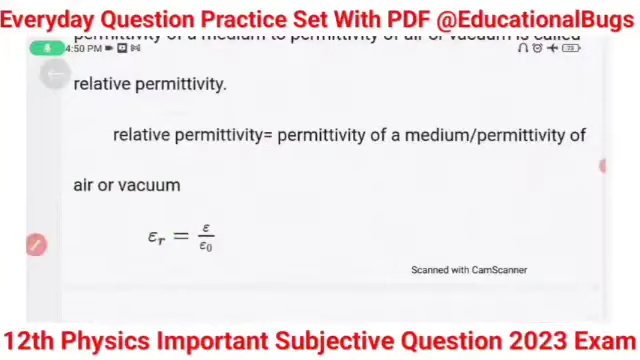 Everyday Question Practice Set With PDF @EducationalBugs
permittivity of a medium to permittivity of air or vacuum is called
4:50 PM
73
relative permittivity.
relative permittivity= permittivity of a medium/permittivity of
air or vacuum
εr = ε/ε0
Scanned with CamScanner
12th Physics Important Subjective Question 2023 Exam